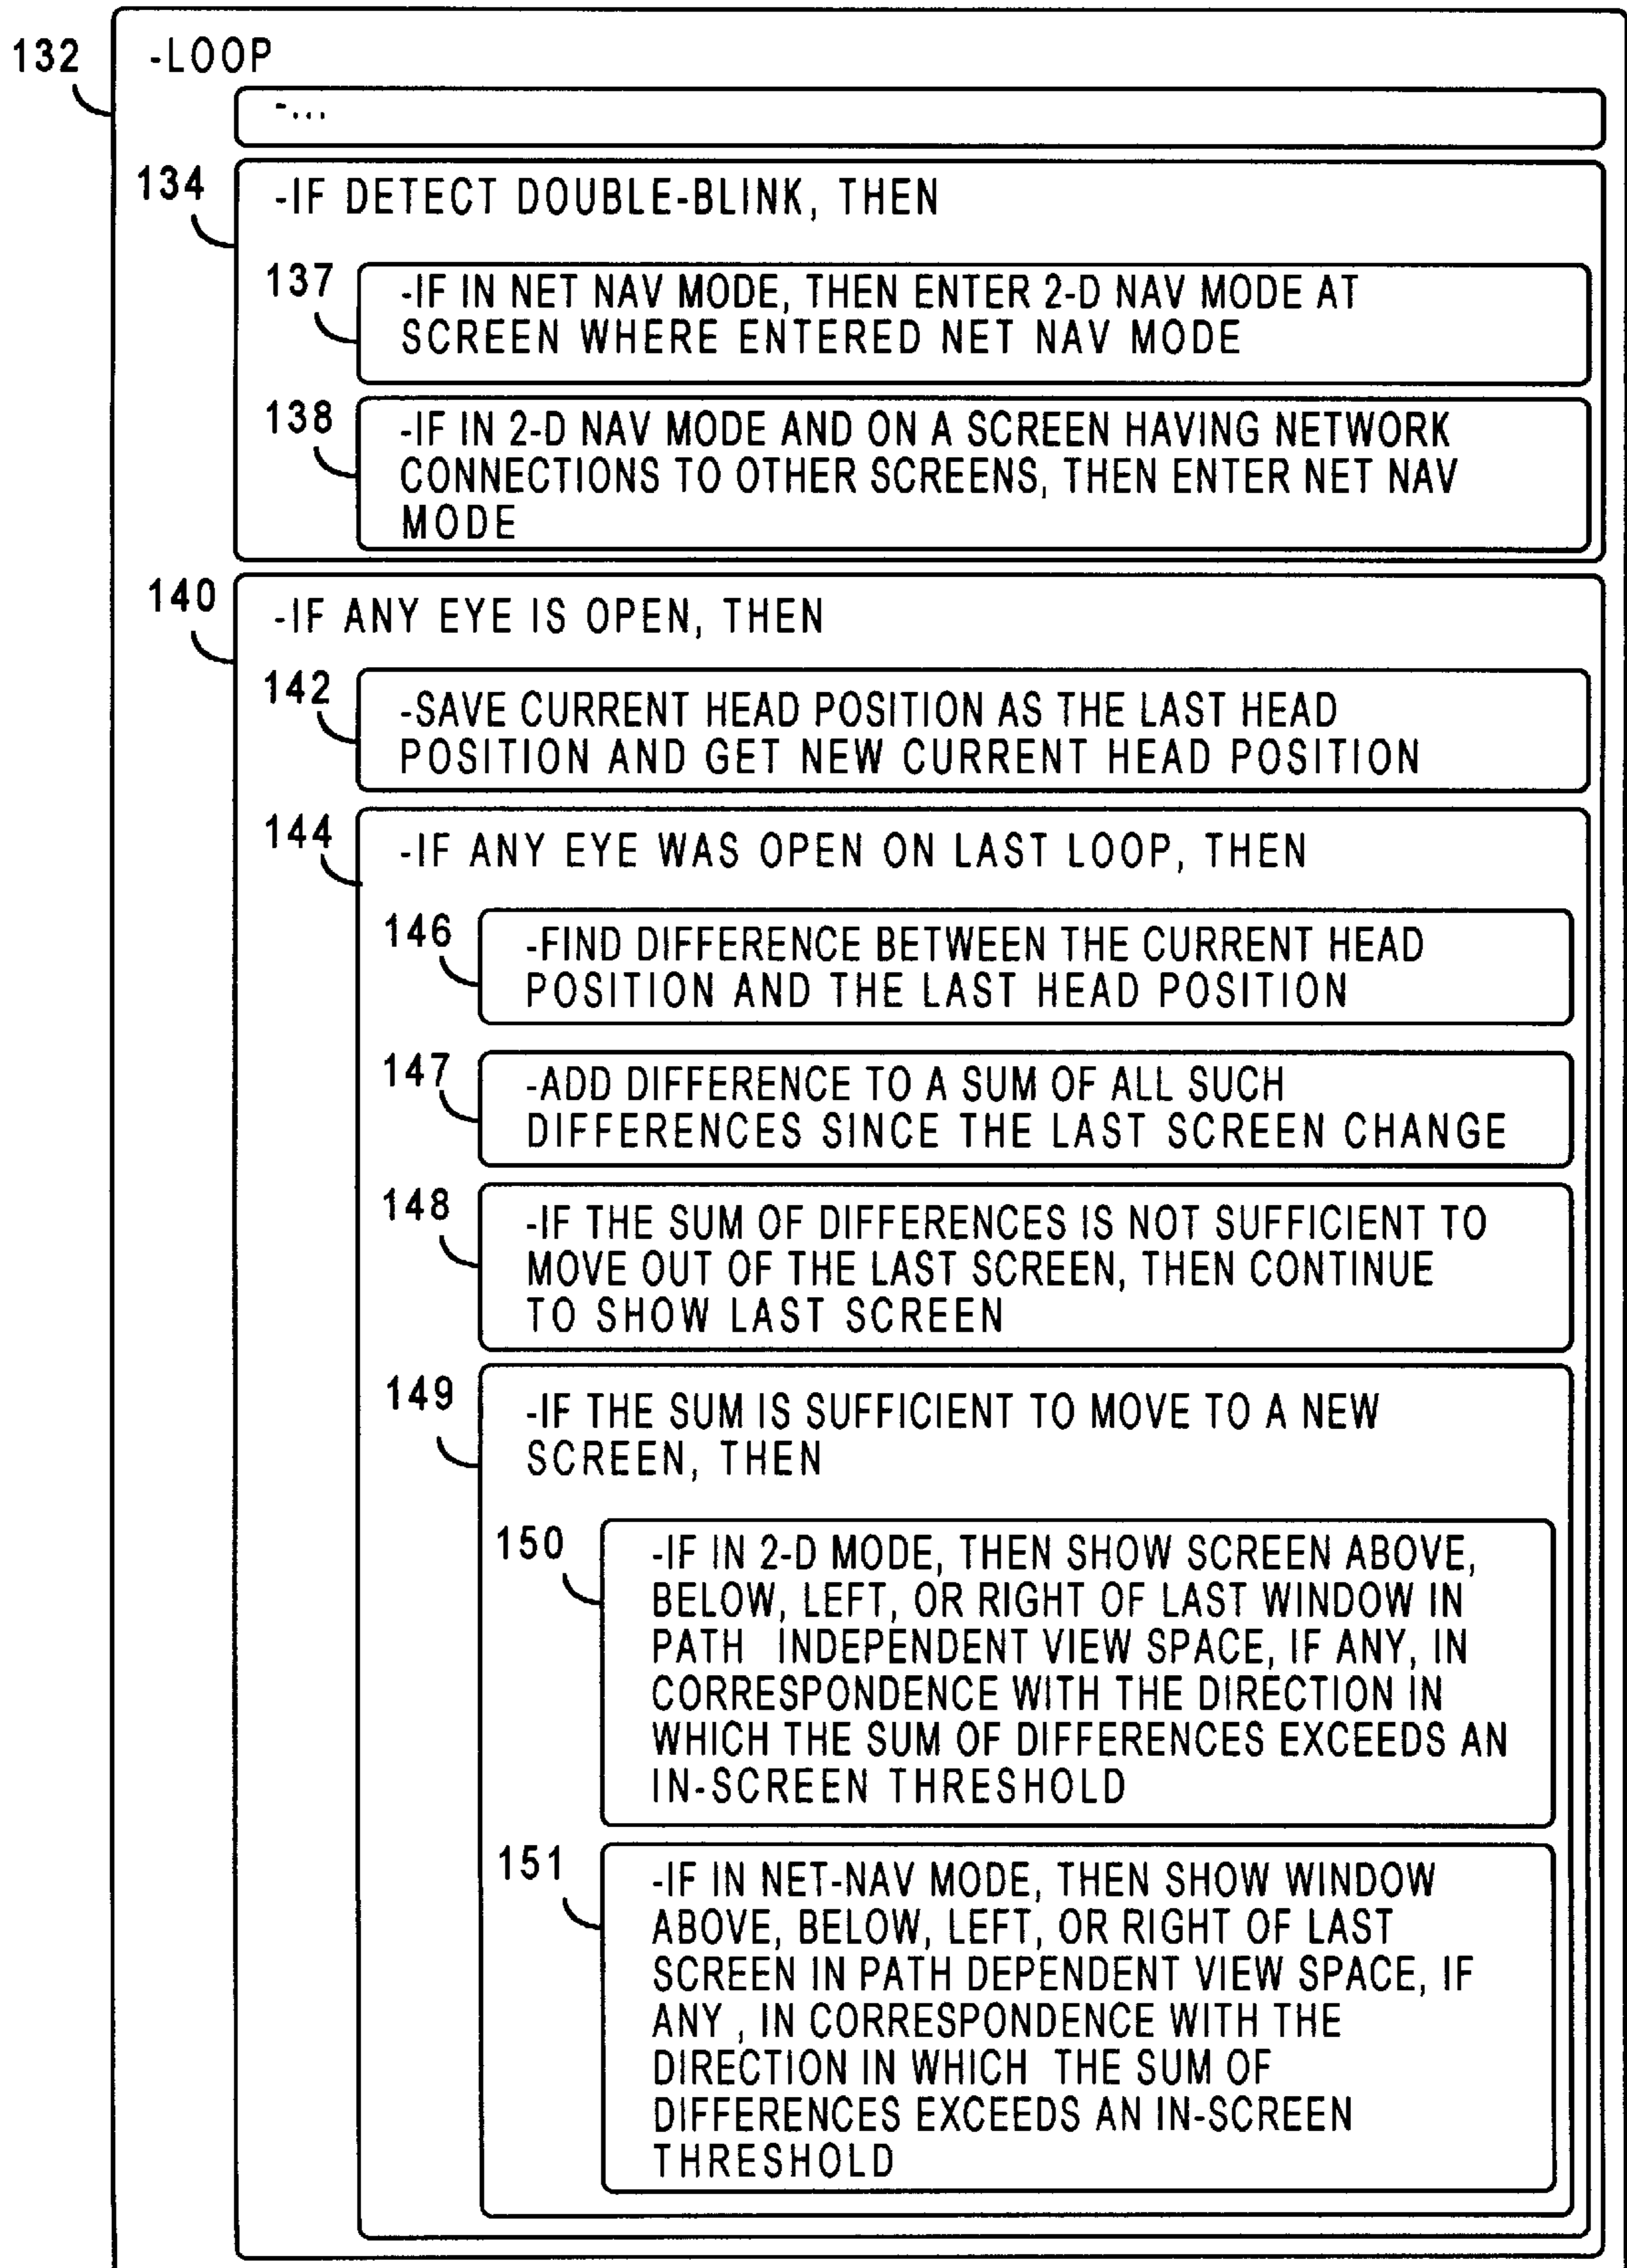 132
-LOOP
-...
134
-IF DETECT DOUBLE-BLINK, THEN
137
-IF IN NET NAV MODE, THEN ENTER 2-D NAV MODE AT
SCREEN WHERE ENTERED NET NAV MODE
138
-IF IN 2-D NAV MODE AND ON A SCREEN HAVING NETWORK
CONNECTIONS TO OTHER SCREENS, THEN ENTER NET NAV
MODE
140
-IF ANY EYE IS OPEN, THEN
142
-SAVE CURRENT HEAD POSITION AS THE LAST HEAD
POSITION AND GET NEW CURRENT HEAD POSITION
144
-IF ANY EYE WAS OPEN ON LAST LOOP, THEN
146
-FIND DIFFERENCE BETWEEN THE CURRENT HEAD
POSITION AND THE LAST HEAD POSITION
147
-ADD DIFFERENCE TO A SUM OF ALL SUCH
DIFFERENCES SINCE THE LAST SCREEN CHANGE
148
-IF THE SUM OF DIFFERENCES IS NOT SUFFICIENT TO
MOVE OUT OF THE LAST SCREEN, THEN CONTINUE
TO SHOW LAST SCREEN
149
-IF THE SUM IS SUFFICIENT TO MOVE TO A NEW
SCREEN, THEN
150
-IF IN 2-D MODE, THEN SHOW SCREEN ABOVE,
BELOW, LEFT, OR RIGHT OF LAST WINDOW IN
PATH INDEPENDENT VIEW SPACE, IF ANY, IN
CORRESPONDENCE WITH THE DIRECTION IN
WHICH THE SUM OF DIFFERENCES EXCEEDS AN
IN-SCREEN THRESHOLD
151
-IF IN NET-NAV MODE, THEN SHOW WINDOW
ABOVE, BELOW, LEFT, OR RIGHT OF LAST
SCREEN IN PATH DEPENDENT VIEW SPACE, IF
ANY , IN CORRESPONDENCE WITH THE
DIRECTION IN WHICH THE SUM OF
DIFFERENCES EXCEEDS AN IN-SCREEN
THRESHOLD